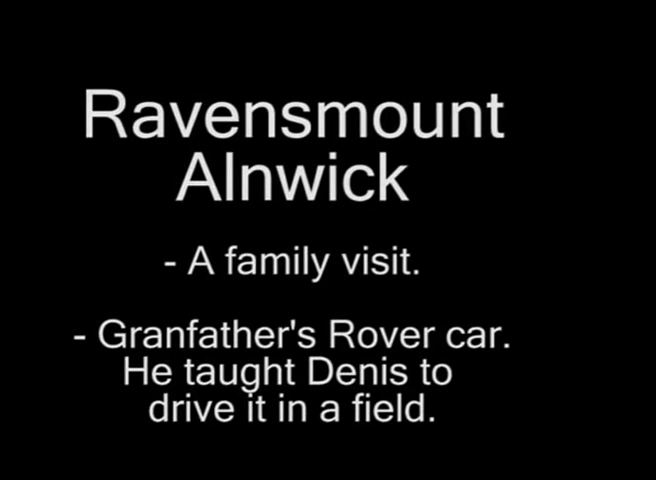 Ravensmount
Alnwick
- A family visit.
- Granfather's Rover car.
He taught Denis to
drive it in a field.